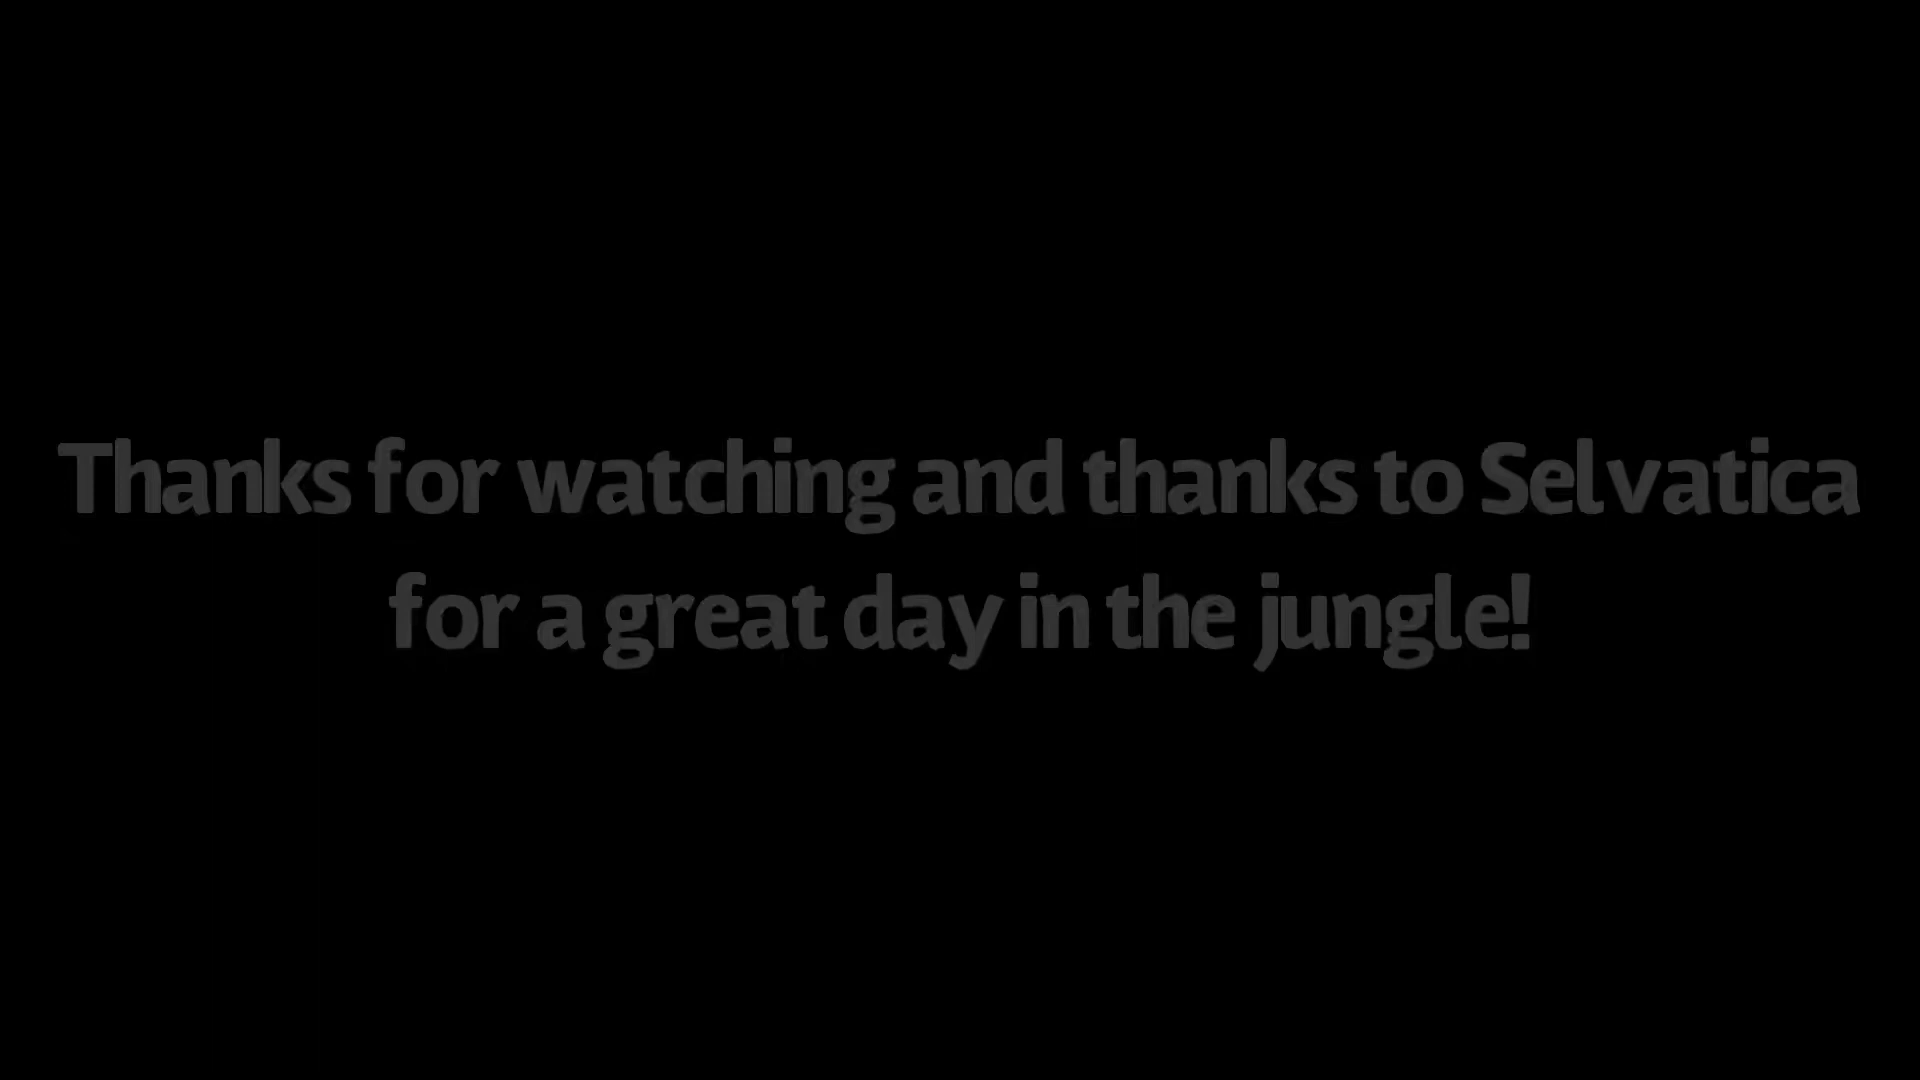 Thanks for watching and thanks to Selvatica
for a great day in the jungle!